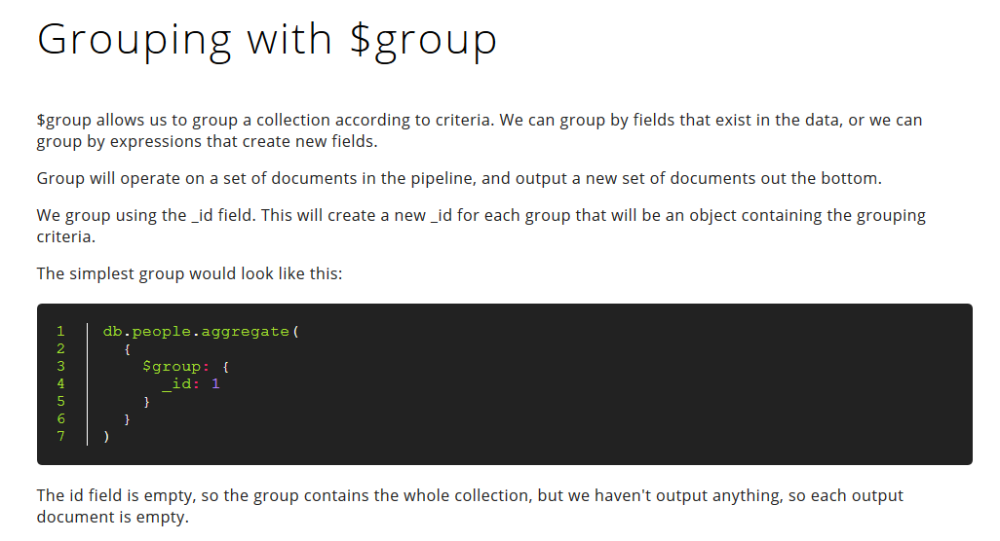 Grouping with $group
$group allows us to group a collection according to criteria. We can group by fields that exist in the data, or we can
group by expressions that create new fields.
Group will operate on a set of documents in the pipeline, and output a new set of documents out the bottom.
We group using the _id field. This will create a new _id for each group that will be an object containing the grouping
criteria.
The simplest group would look like this:
1 db.people.aggregate(
2 {
3 $group: {
4 _id: 1
5 }
6 }
7 )
The id field is empty, so the group contains the whole collection, but we haven't output anything, so each output
document is empty.